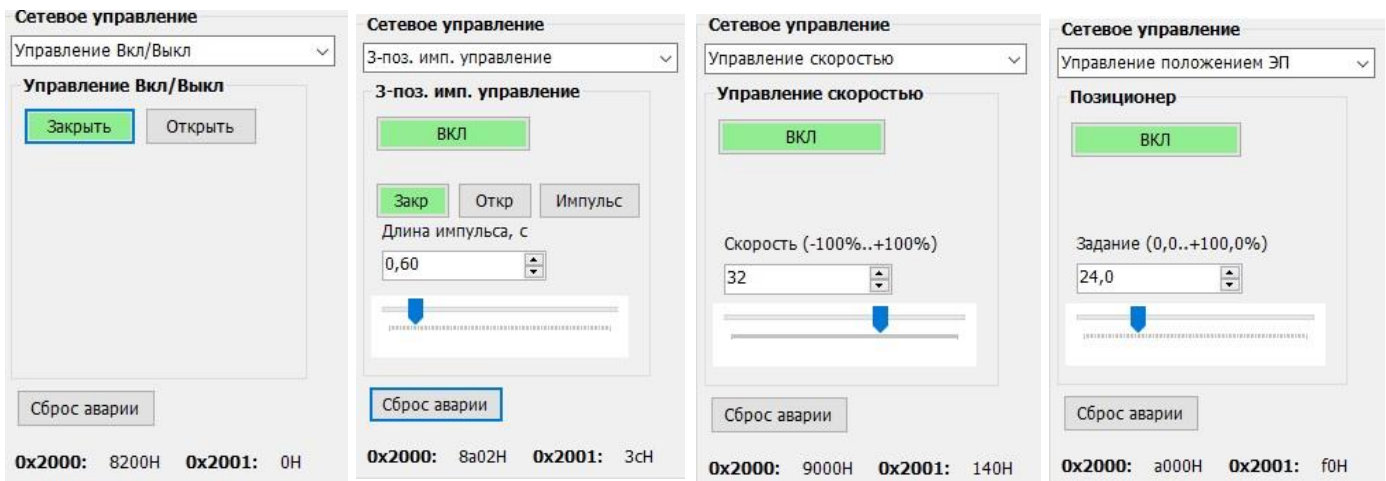 Сетевое управление
Управление Вкл/Выкл
Управление Вкл/Выкл
Закрыть Открыть
Сброс аварии
0x2000: 8200H 0x2001: 0H
Сетевое управление
3-поз. имп. управление
3-поз. имп. управление
ВКЛ
Закр Откр Импульс
Длина импульса, с
0,60
Сброс аварии
0x2000: 8a02H 0x2001: 3cH
Сетевое управление
Управление скоростью
Управление скоростью
ВКЛ
Скорость (-100%..+100%)
32
Сброс аварии
0x2000: 9000H 0x2001: 140H
Сетевое управление
Управление положением ЭП
Позиционер
ВКЛ
Задание (0,0..+100,0%)
24,0
Сброс аварии
0x2000: a000H 0x2001: f0H